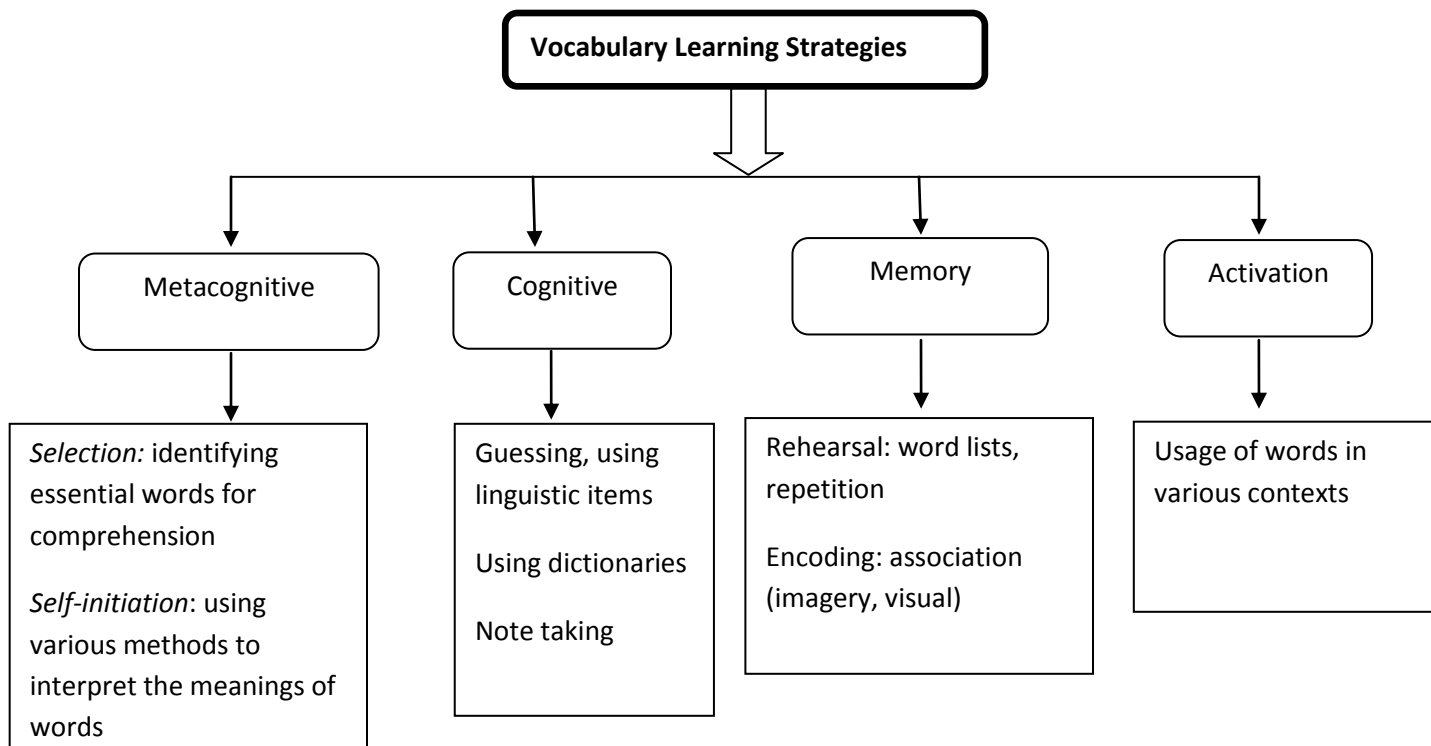 Vocabulary Learning Strategies
Metacognitive
Cognitive
Memory
Activation
Selection: identifying
essential words for
comprehension
Self-initiation: using
various methods to
interpret the meanings of
words
Guessing, using
linguistic items
Using dictionaries
Note taking
Rehearsal: word lists,
repetition
Encoding: association
(imagery, visual)
Usage of words in
various contexts